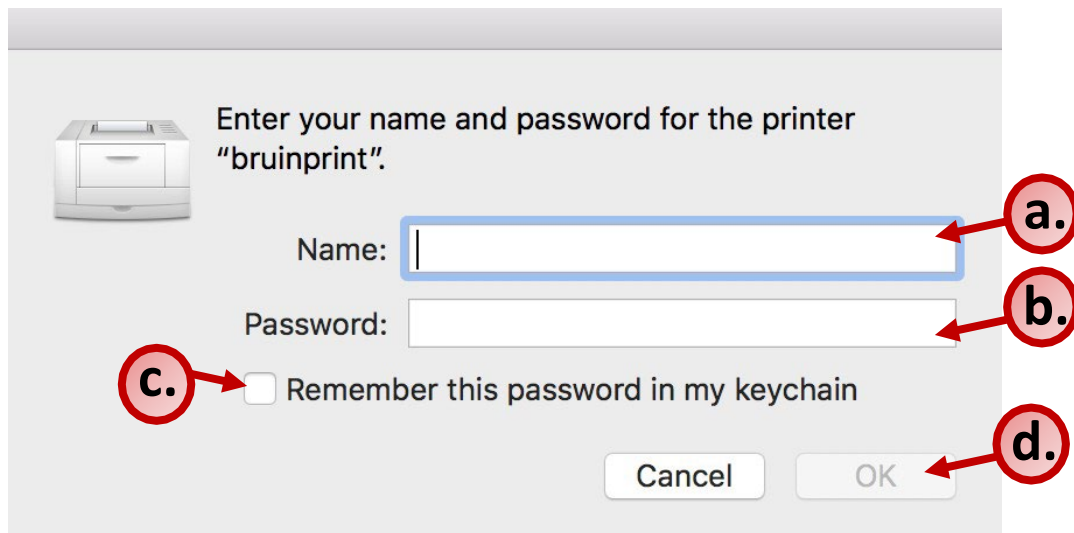 Enter your name and password for the printer
“bruinprint”.
a.
Name:
b.
Password:
c.
Remember this password in my keychain
d.
Cancel
OK